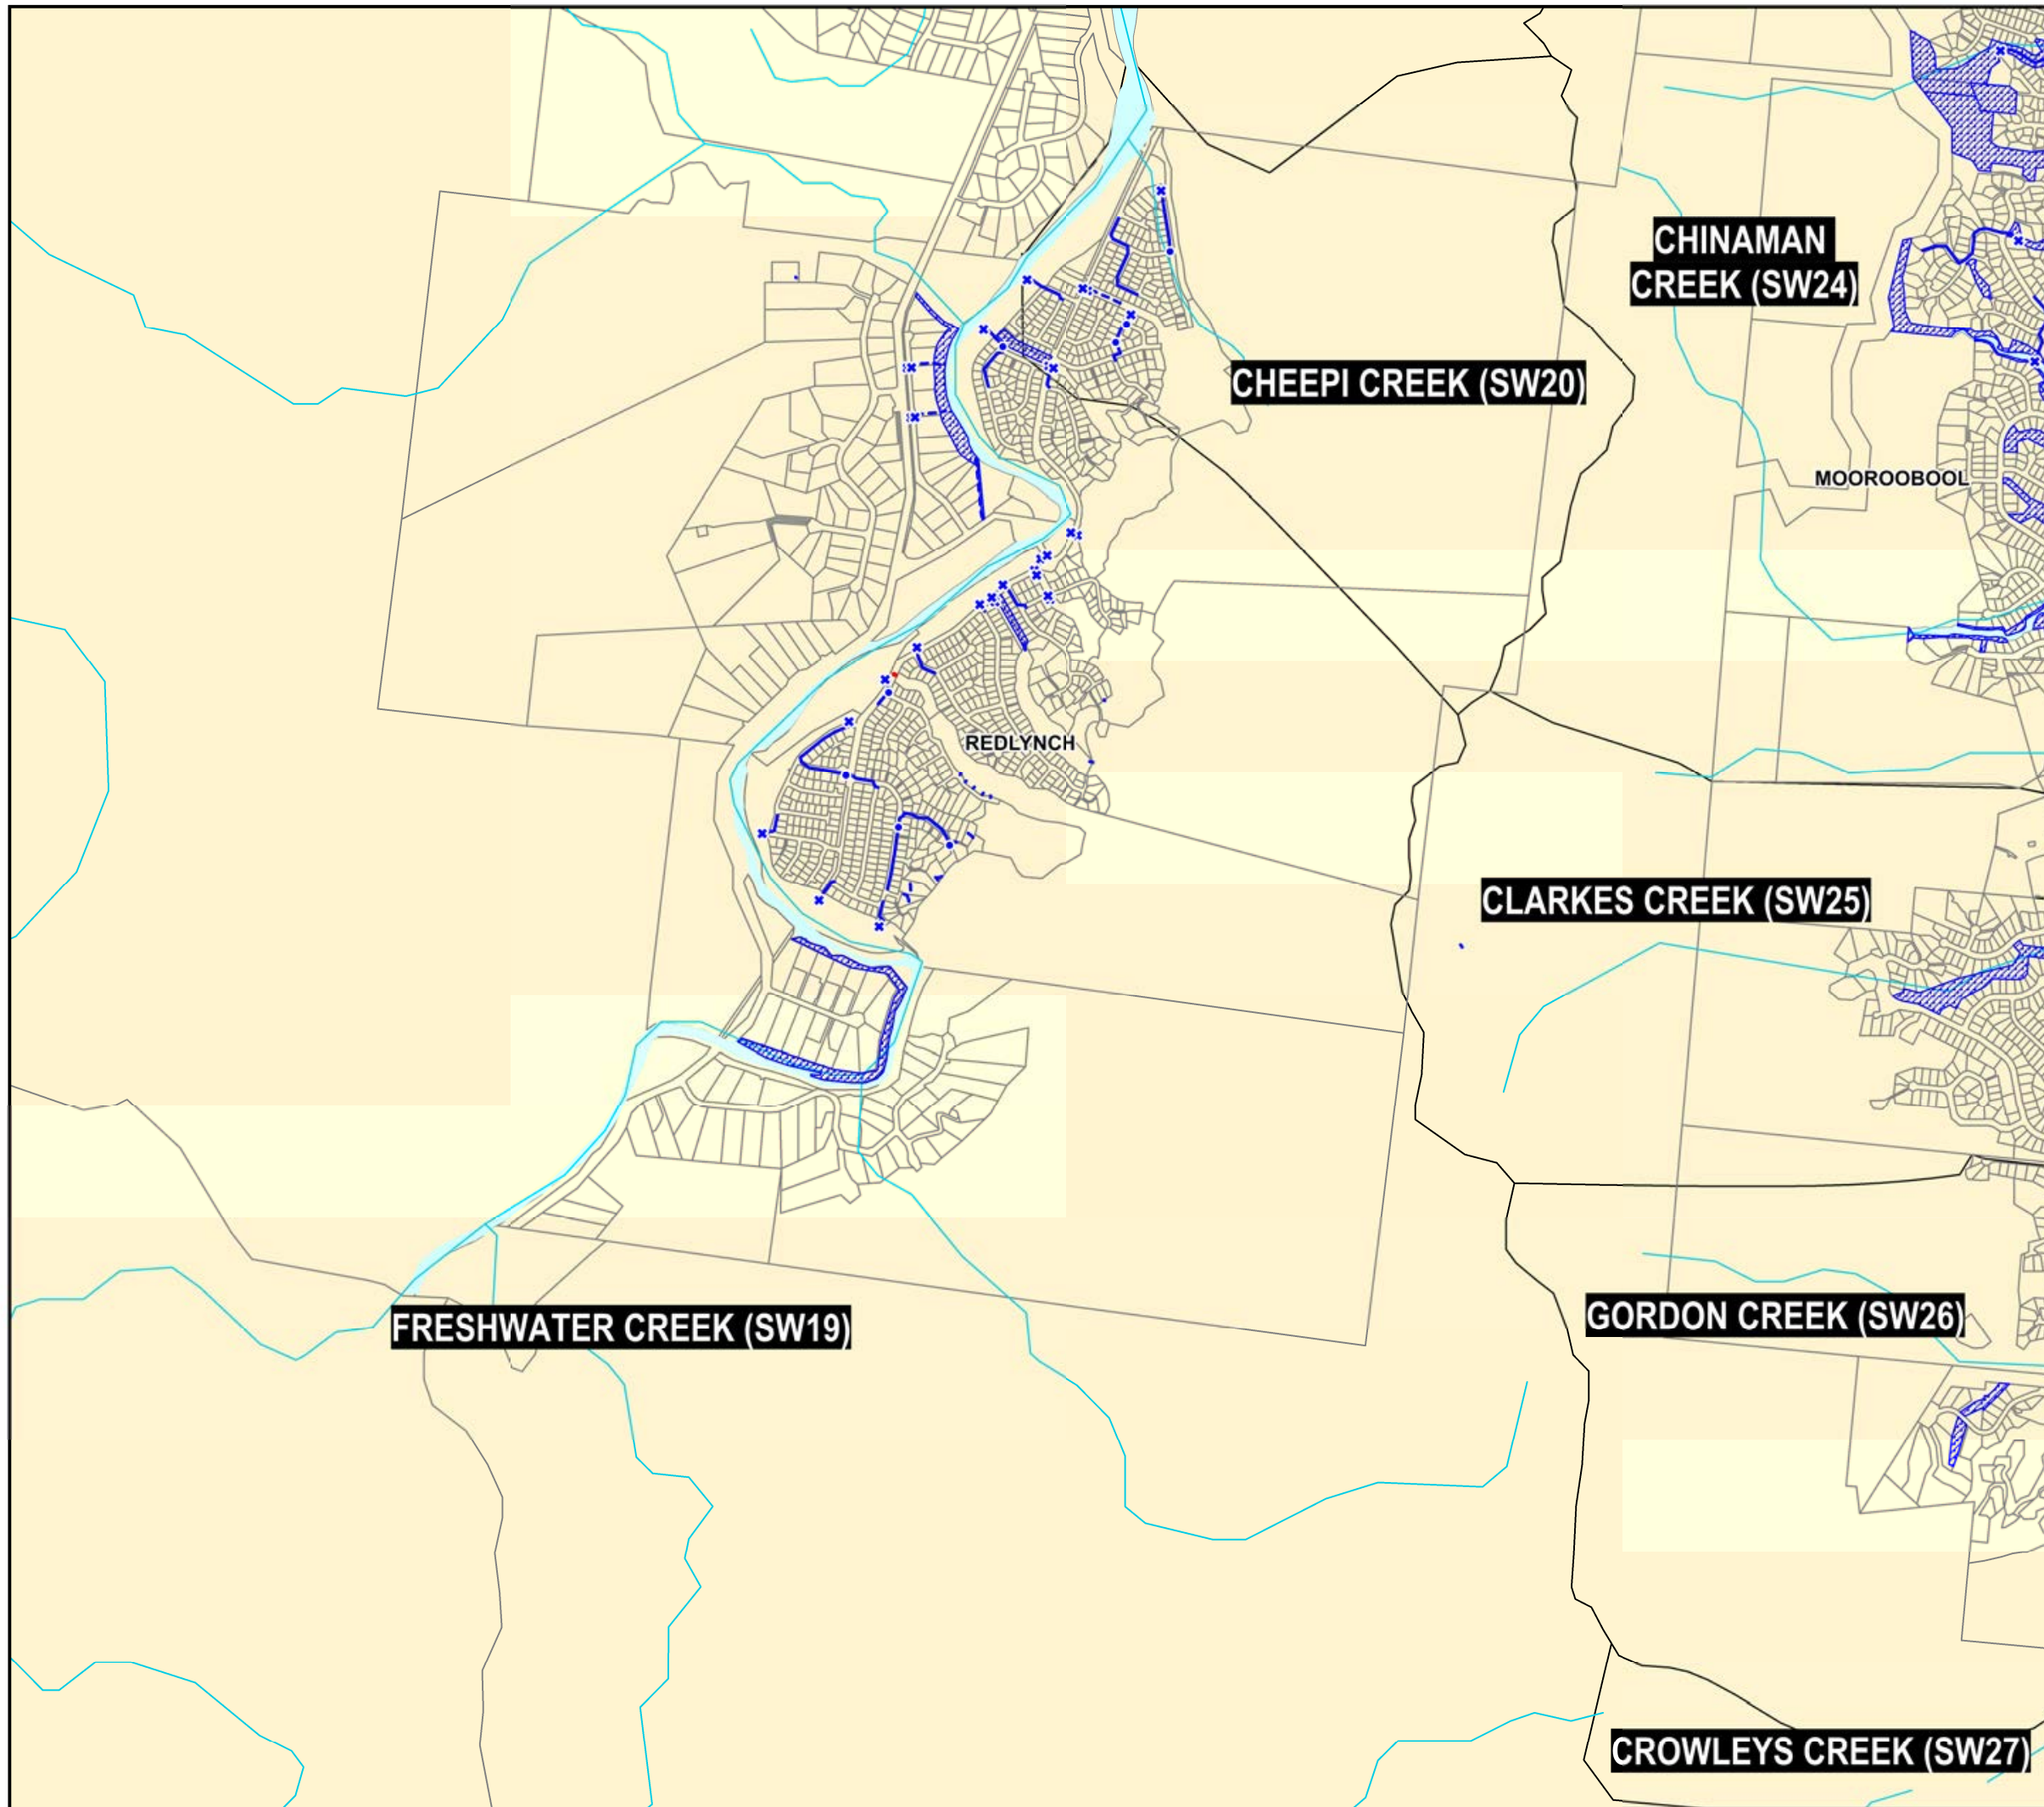 CHINAMAN
CREEK (SW24)
CHEEPI CREEK (SW20)
MOOROOBOOL
REDLYNCH
CLARKES CREEK (SW25)
FRESHWATER CREEK (SW19)
GORDON CREEK (SW26)
CROWLEYS CREEK (SW27)